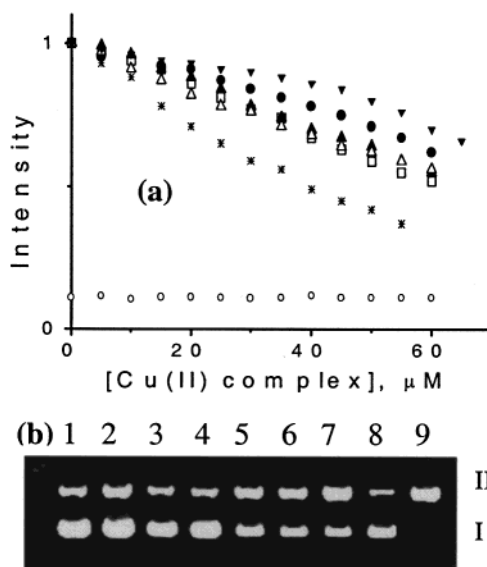 1
Intensity
(a)
0
0 20 40 60
[Cu(II) complex], μM
(b) 1 2 3 4 5 6 7 8 9
II
I